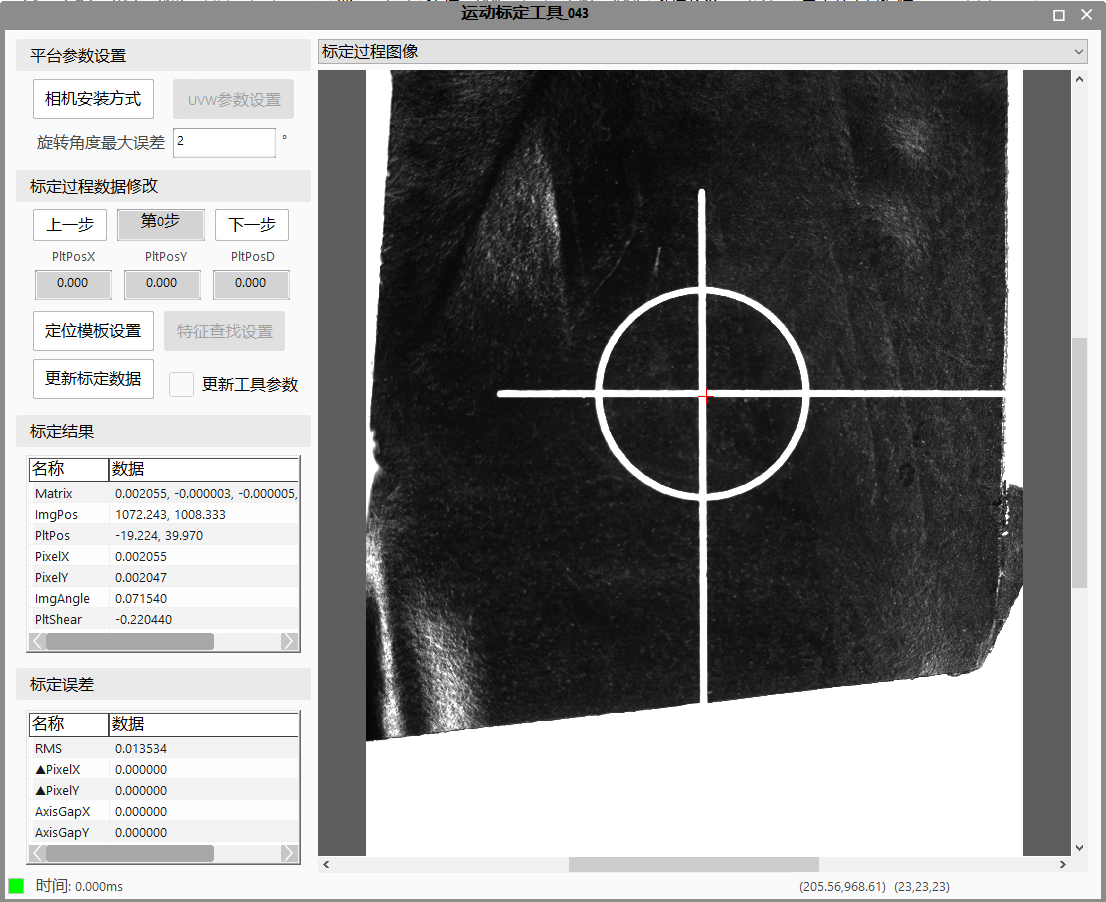 运动标定工具_043
平台参数设置
标定过程图像
相机安装方式 UVW参数设置
旋转角度最大误差 2 °
标定过程数据修改
上一步 第0步 下一步
PltPosX PltPosY PltPosD
0.000 0.000 0.000
定位模板设置 特征查找设置
更新标定数据 更新工具参数
标定结果
名称 数据
Matrix 0.002055, -0.000003, -0.000005,
ImgPos 1072.243, 1008.333
PltPos -19.224, 39.970
PixelX 0.002055
PixelY 0.002047
ImgAngle 0.071540
PltShear -0.220440
标定误差
名称 数据
RMS 0.013534
▲PixelX 0.000000
▲PixelY 0.000000
AxisGapX 0.000000
AxisGapY 0.000000
时间: 0.000ms
(205.56,968.61) (23,23,23)